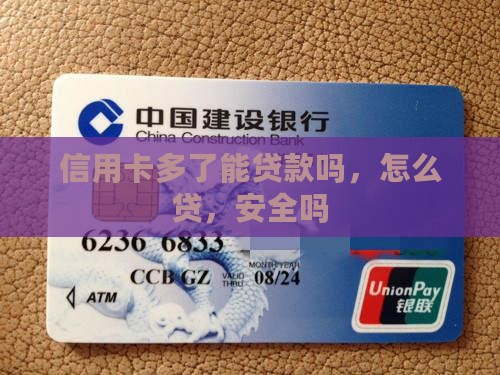 中国建设银行
China Construction Bank
信用卡多了能贷款吗，怎么
贷，安全吗
6236 6833
CCB GZ VALID THRU MONTH/YEAR 08/24
ATM
UnionPay
银联